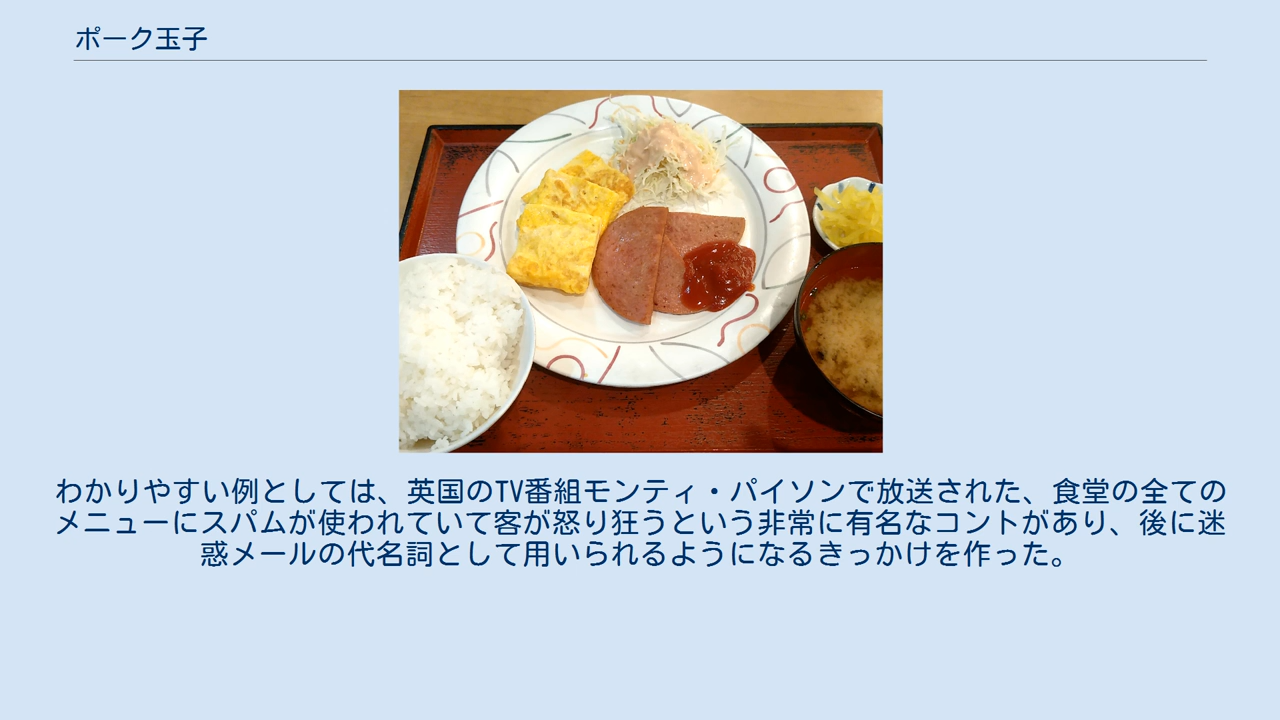 ポーク玉子
わかりやすい例としては、英国のTV番組モンティ・パイソンで放送された、食堂の全ての
メニューにスパムが使われていて客が怒り狂うという非常に有名なコントがあり、後に迷
惑メールの代名詞として用いられるようになるきっかけを作った。